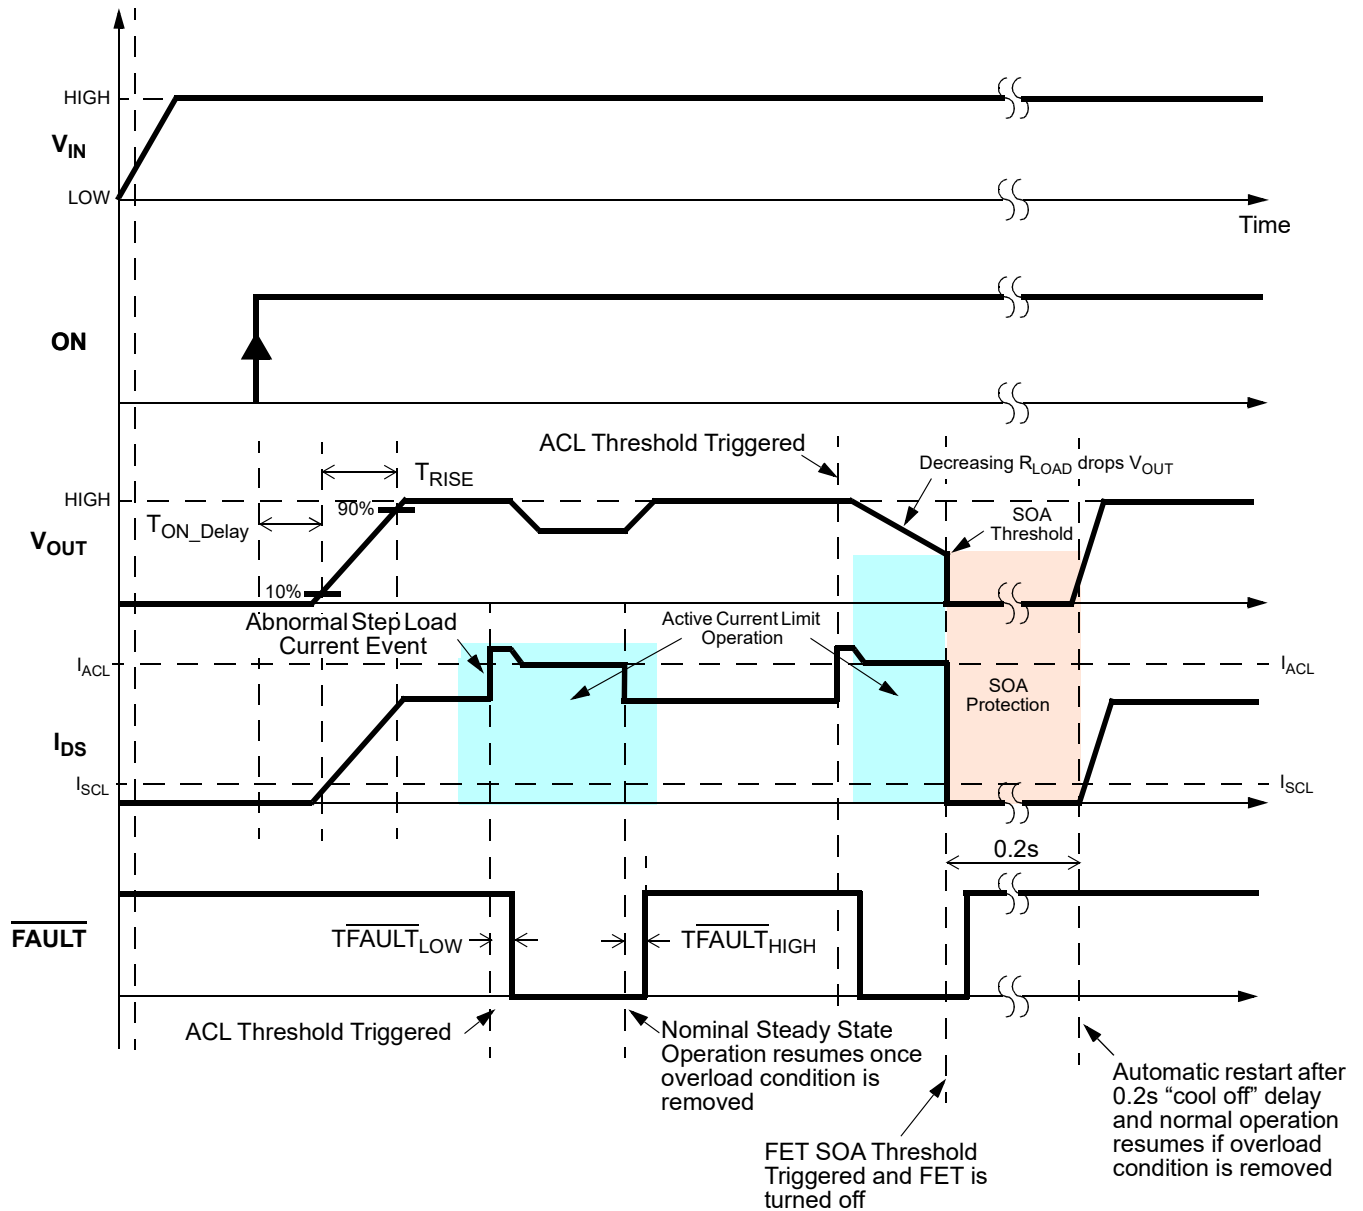 HIGH
VIN
LOW
Time
ON
ACL Threshold Triggered
Decreasing RLOAD drops VOUT
TRISE
HIGH
90%
TON_Delay
SOA
Threshold
VOUT
10%
Abnormal Step Load
Current Event
Active Current Limit
Operation
IACL
IACL
SOA
Protection
IDS
ISCL
ISCL
0.2s
FAULT
TFAULTLOW
TFAULTHIGH
ACL Threshold Triggered
Nominal Steady State
Operation resumes once
overload condition is
removed
Automatic restart after
0.2s “cool off” delay
and normal operation
resumes if overload
condition is removed
FET SOA Threshold
Triggered and FET is
turned off